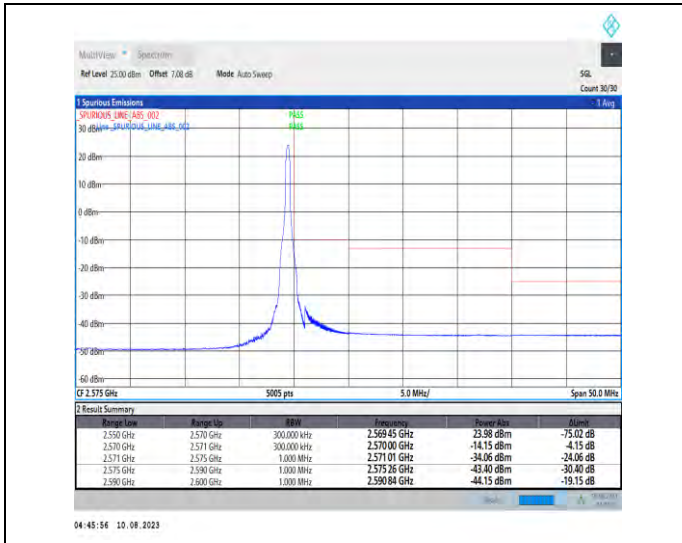 MultiView Spectrum
Ref Level 25.00 dBm Offset 7.08 dB Mode Auto Sweep SGL
Count 30/30
1 Spurious Emissions 1 Avg
_SPURIOUS_LINE_ABS_002 PASS
30 dBm Line _SPURIOUS_LINE_ABS_002 PASS
20 dBm
10 dBm
0 dBm
-10 dBm
-20 dBm
-30 dBm
-40 dBm
-50 dBm
-60 dBm
CF 2.575 GHz 5005 pts 5.0 MHz/ Span 50.0 MHz
2 Result Summary
Range Low Range Up RBW Frequency Power Abs ΔLimit
2.550 GHz 2.570 GHz 300.000 kHz 2.569 45 GHz 23.98 dBm -75.02 dB
2.570 GHz 2.571 GHz 300.000 kHz 2.570 00 GHz -14.15 dBm -4.15 dB
2.571 GHz 2.575 GHz 1.000 MHz 2.571 01 GHz -34.06 dBm -24.06 dB
2.575 GHz 2.590 GHz 1.000 MHz 2.575 26 GHz -43.40 dBm -30.40 dB
2.590 GHz 2.600 GHz 1.000 MHz 2.590 84 GHz -44.15 dBm -19.15 dB
04:45:56 10.08.2023